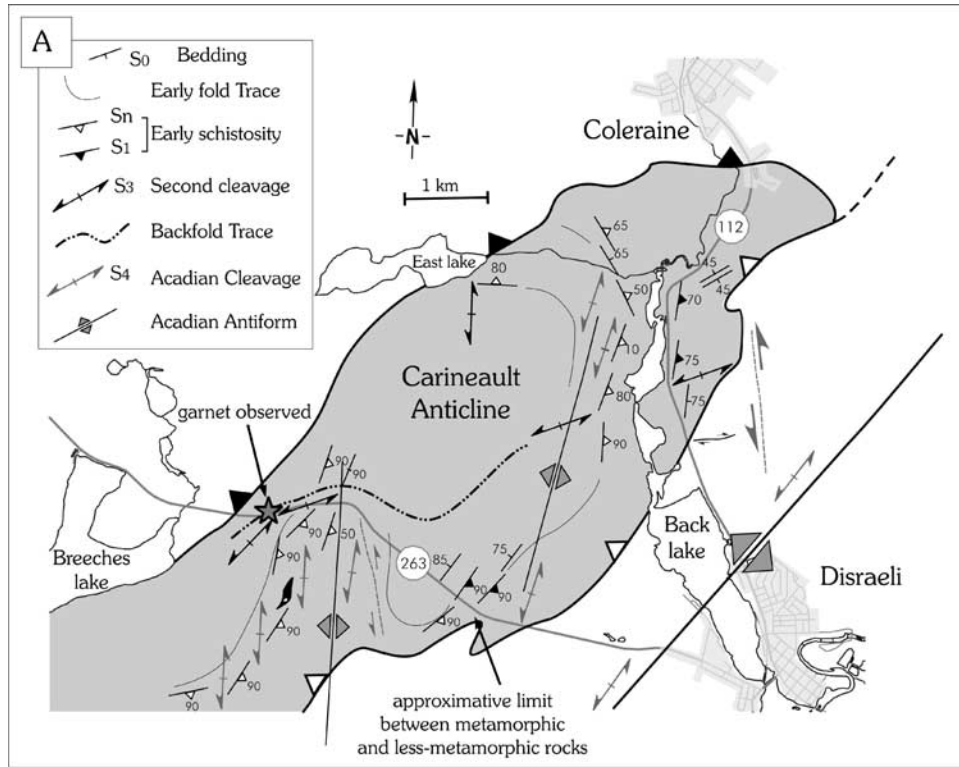 A
S0 Bedding
Early fold Trace
Sn
Early schistosity
S1
S3 Second cleavage
Backfold Trace
S4 Acadian Cleavage
Acadian Antiform
N
1 km
Coleraine
112
East lake
80
65
65
50
45
45
70
10
75
75
80
90
Carineault
Anticline
garnet observed
90
90
90
50
90
85
75
263
90
90
90
90
90
90
90
Breeches
lake
Back
lake
Disraeli
approximative limit
between metamorphic
and less-metamorphic rocks